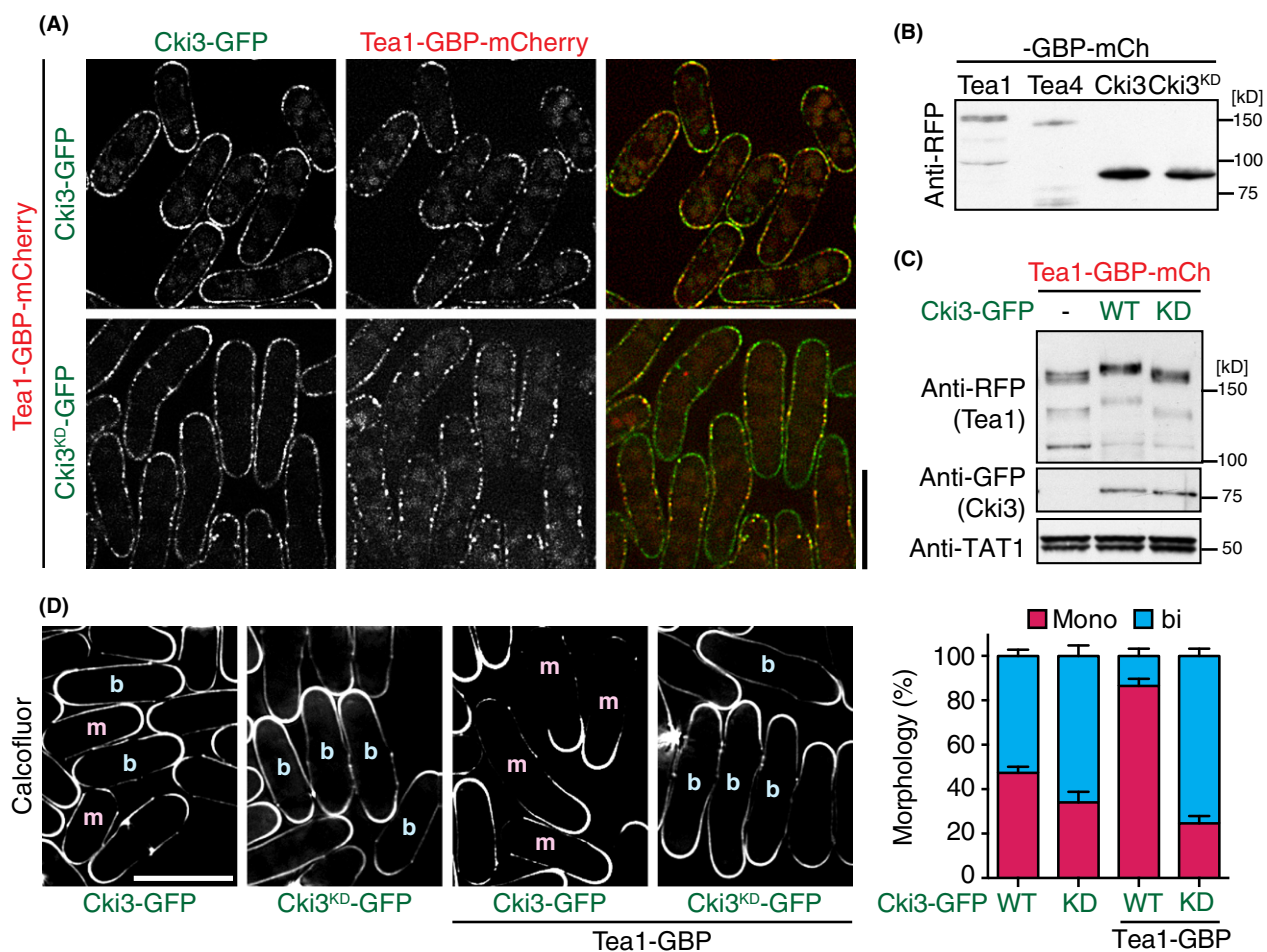 (A)
Cki3-GFP Tea1-GBP-mCherry
Tea1-GBP-mCherry
Cki3-GFP
Cki3KD-GFP
(B)
-GBP-mCh
Tea1 Tea4 Cki3 Cki3KD
[kD]
Anti-RFP
150
100
75
(C)
Tea1-GBP-mCh
Cki3-GFP - WT KD
[kD]
Anti-RFP
(Tea1)
150
100
Anti-GFP
(Cki3)
75
Anti-TAT1
50
(D)
Calcofuor
b
m
b
m
b b b
b
m
m
m
m
b
b b b
Cki3-GFP Cki3KD-GFP Cki3-GFP Cki3KD-GFP
Tea1-GBP
Mono bi
Morphology (%)
100
80
60
40
20
0
Cki3-GFP WT KD WT KD
Tea1-GBP